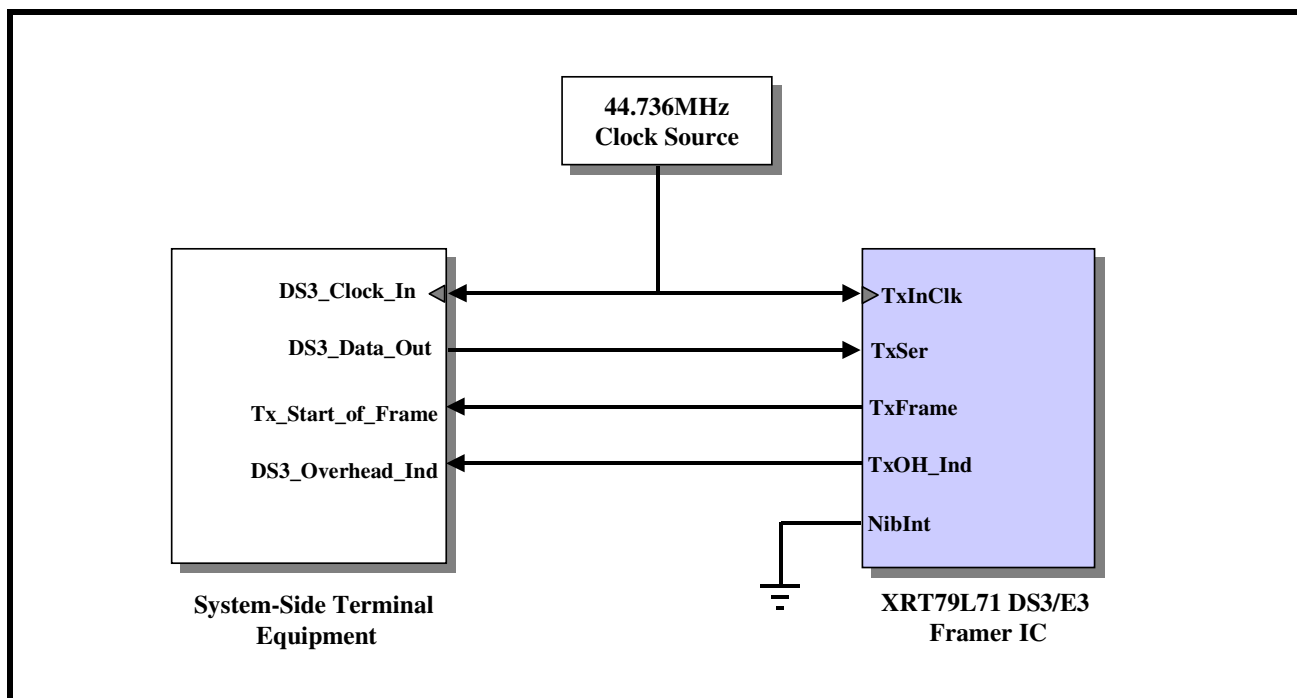 44.736MHz
Clock Source
DS3_Clock_In
DS3_Data_Out
Tx_Start_of_Frame
DS3_Overhead_Ind
TxInClk
TxSer
TxFrame
TxOH_Ind
NibInt
System-Side Terminal
Equipment
XRT79L71 DS3/E3
Framer IC